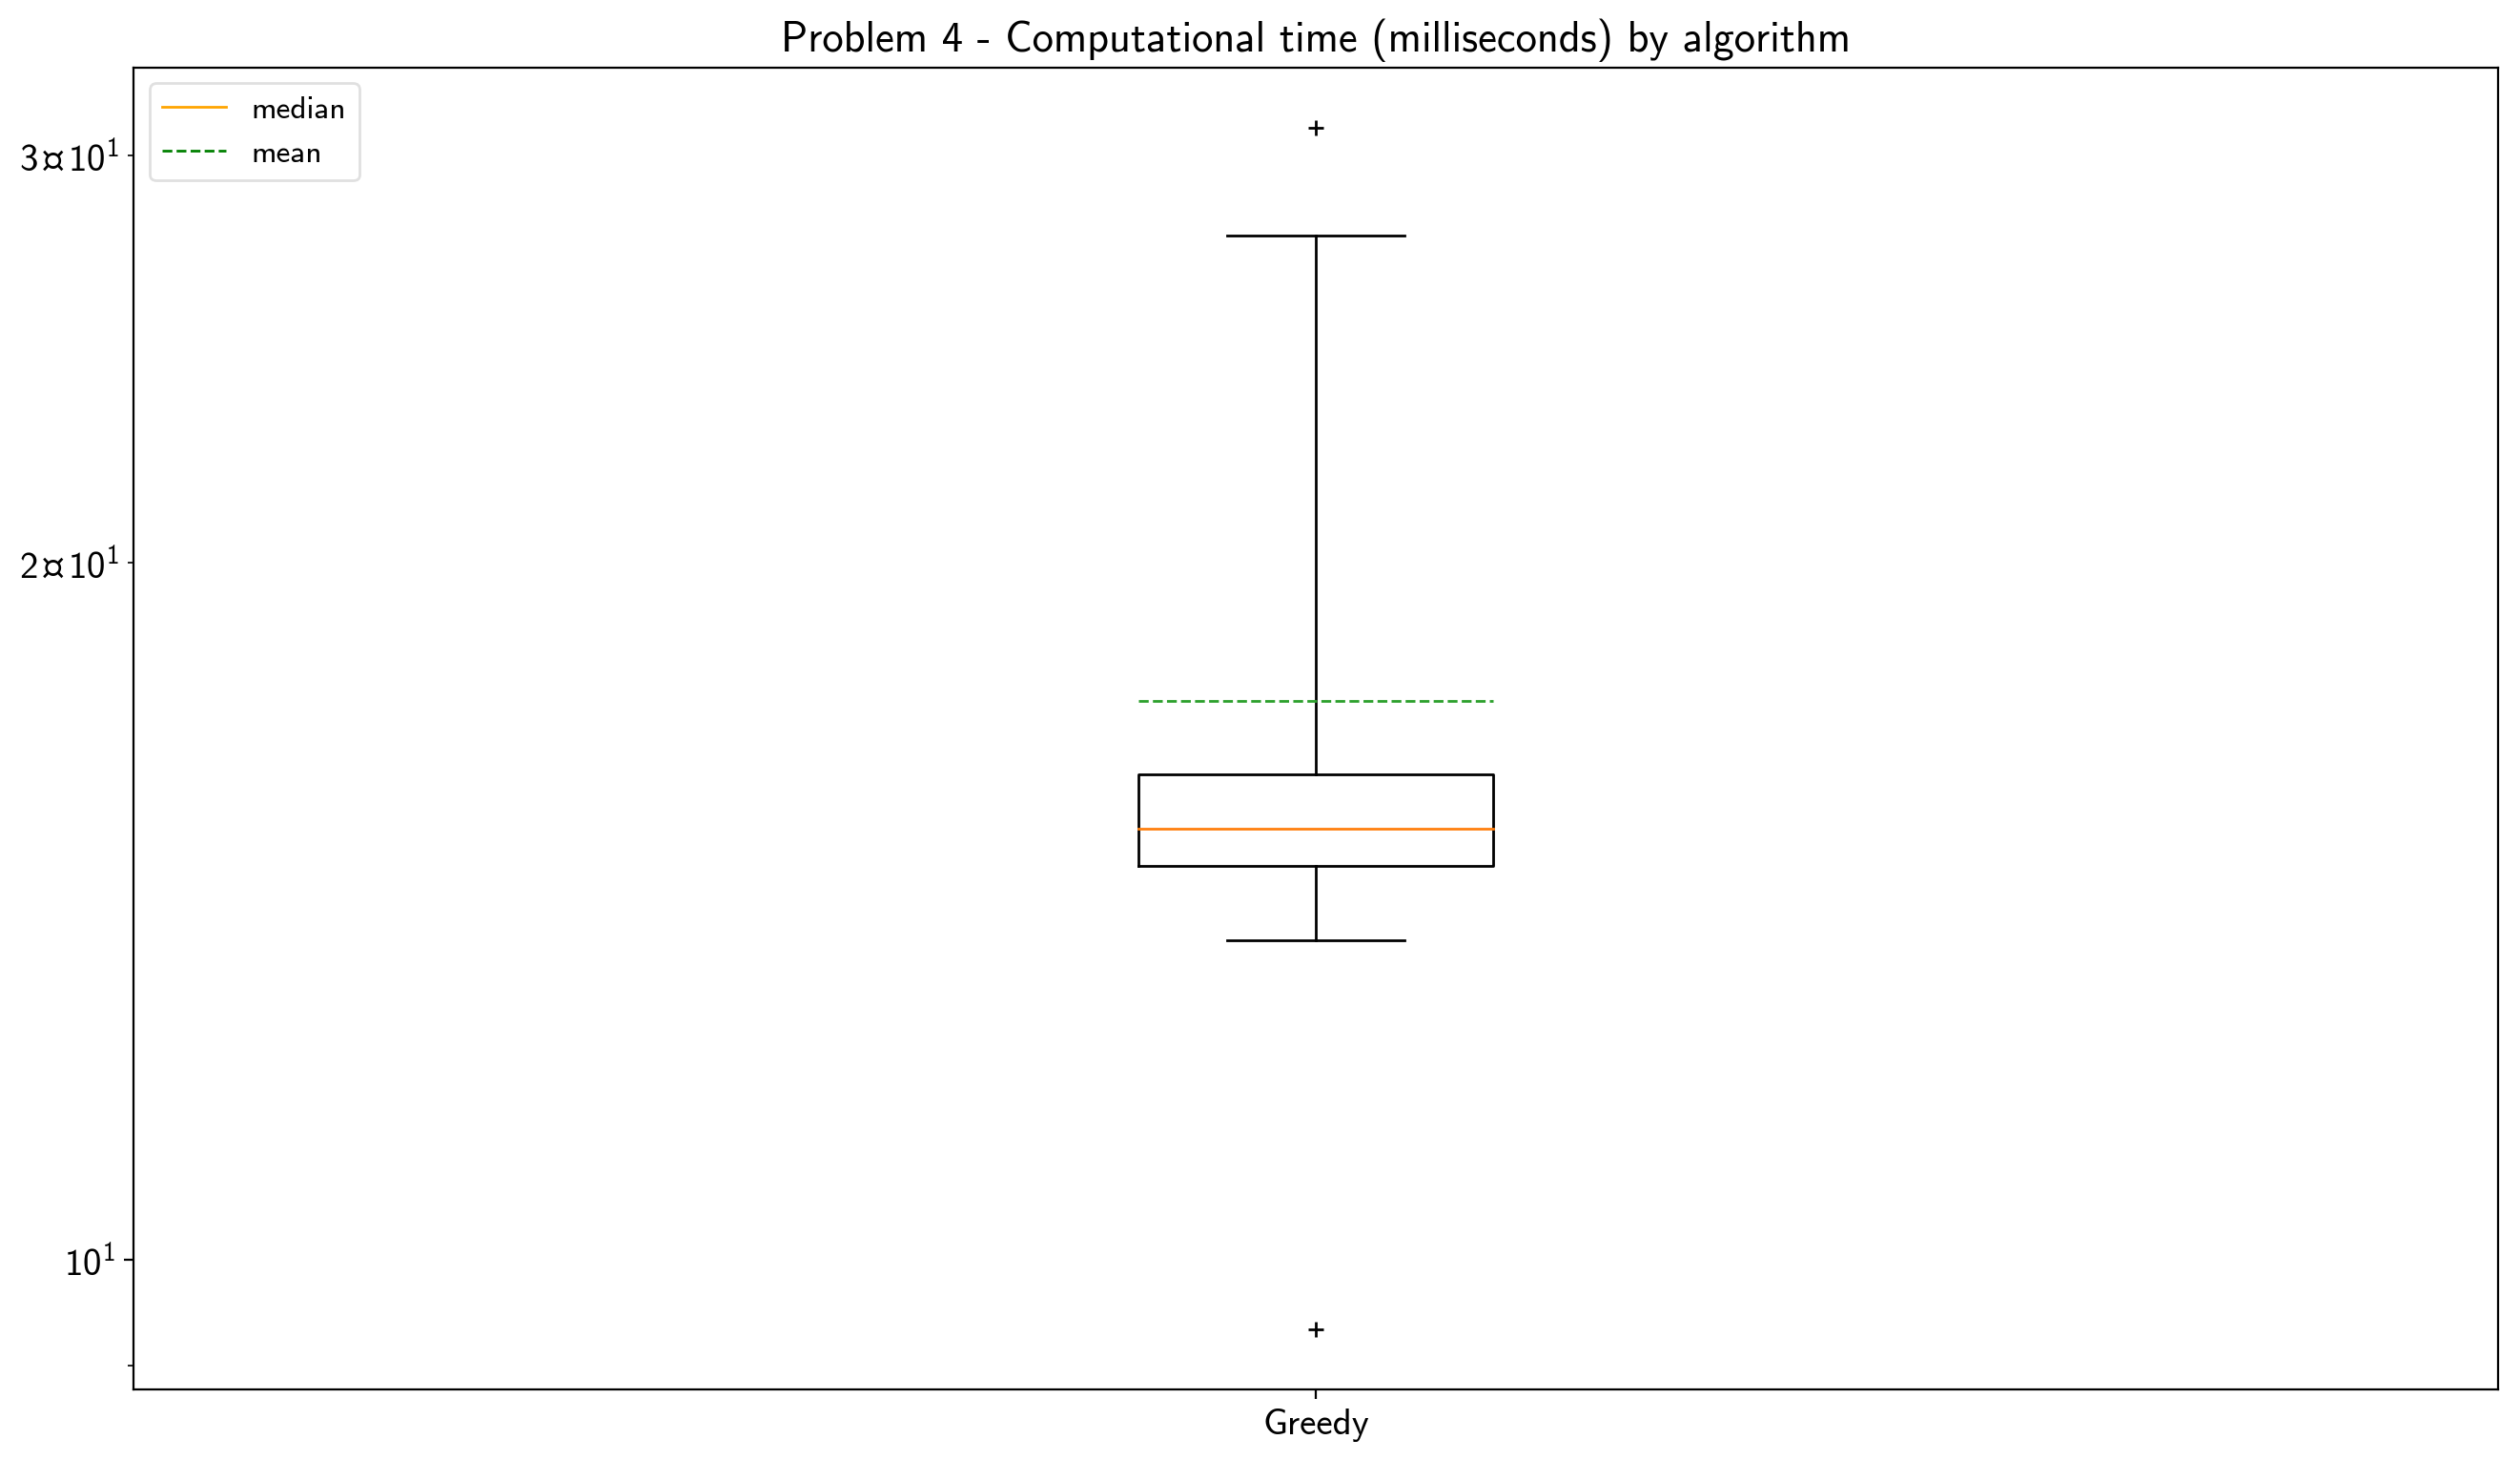 Problem 4 - Computational time (milliseconds) by algorithm
median
mean
3¤10¹
2¤10¹
10¹
Greedy